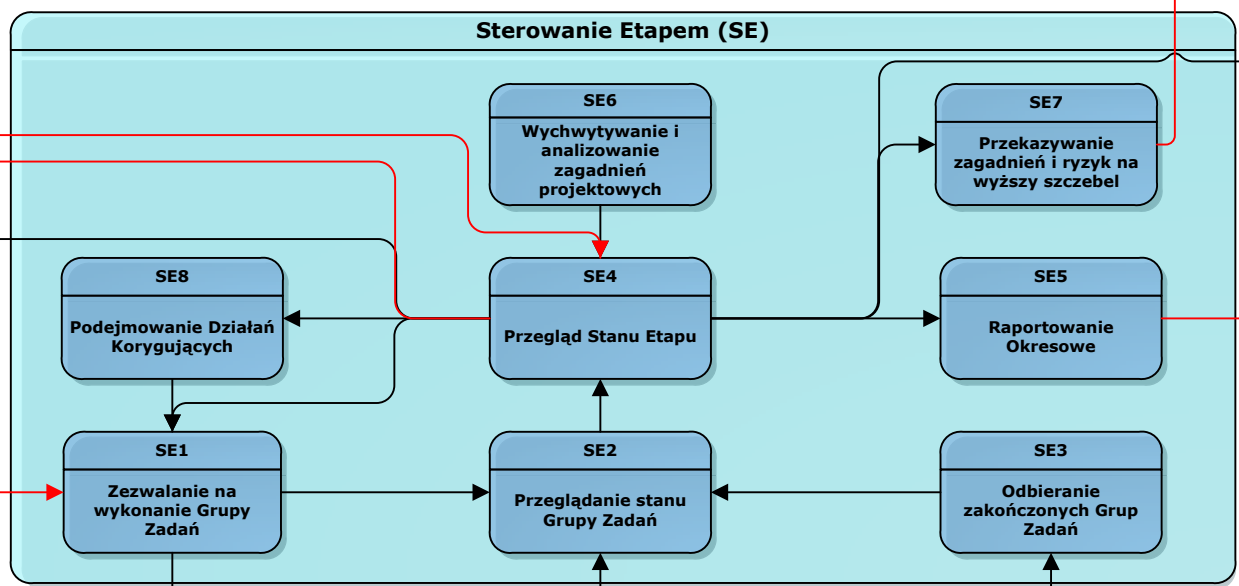 Sterowanie Etapem (SE)
SE6
Wychwytywanie i
analizowanie
zagadnień
projektowych
SE7
Przekazywanie
zagadnień i ryzyk na
wyższy szczebel
SE8
Podejmowanie Działań
Korygujących
SE4
Przegląd Stanu Etapu
SE5
Raportowanie
Okresowe
SE1
Zezwalanie na
wykonanie Grupy
Zadań
SE2
Przeglądanie stanu
Grupy Zadań
SE3
Odbieranie
zakończonych Grup
Zadań